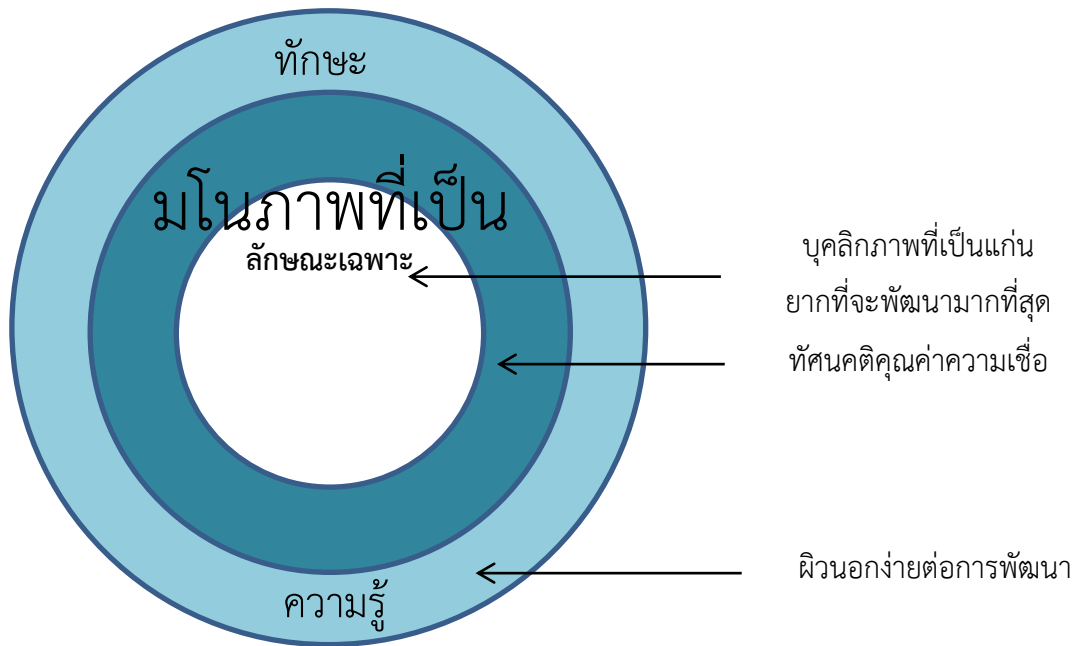 ทักษะ
มโนภาพที่เป็น
ลักษณะเฉพาะ
บุคลิกภาพที่เป็นแก่น
ยากที่จะพัฒนามากที่สุด
ทัศนคติคุณค่าความเชื่อ
ผิวนอกง่ายต่อการพัฒนา
ความรู้